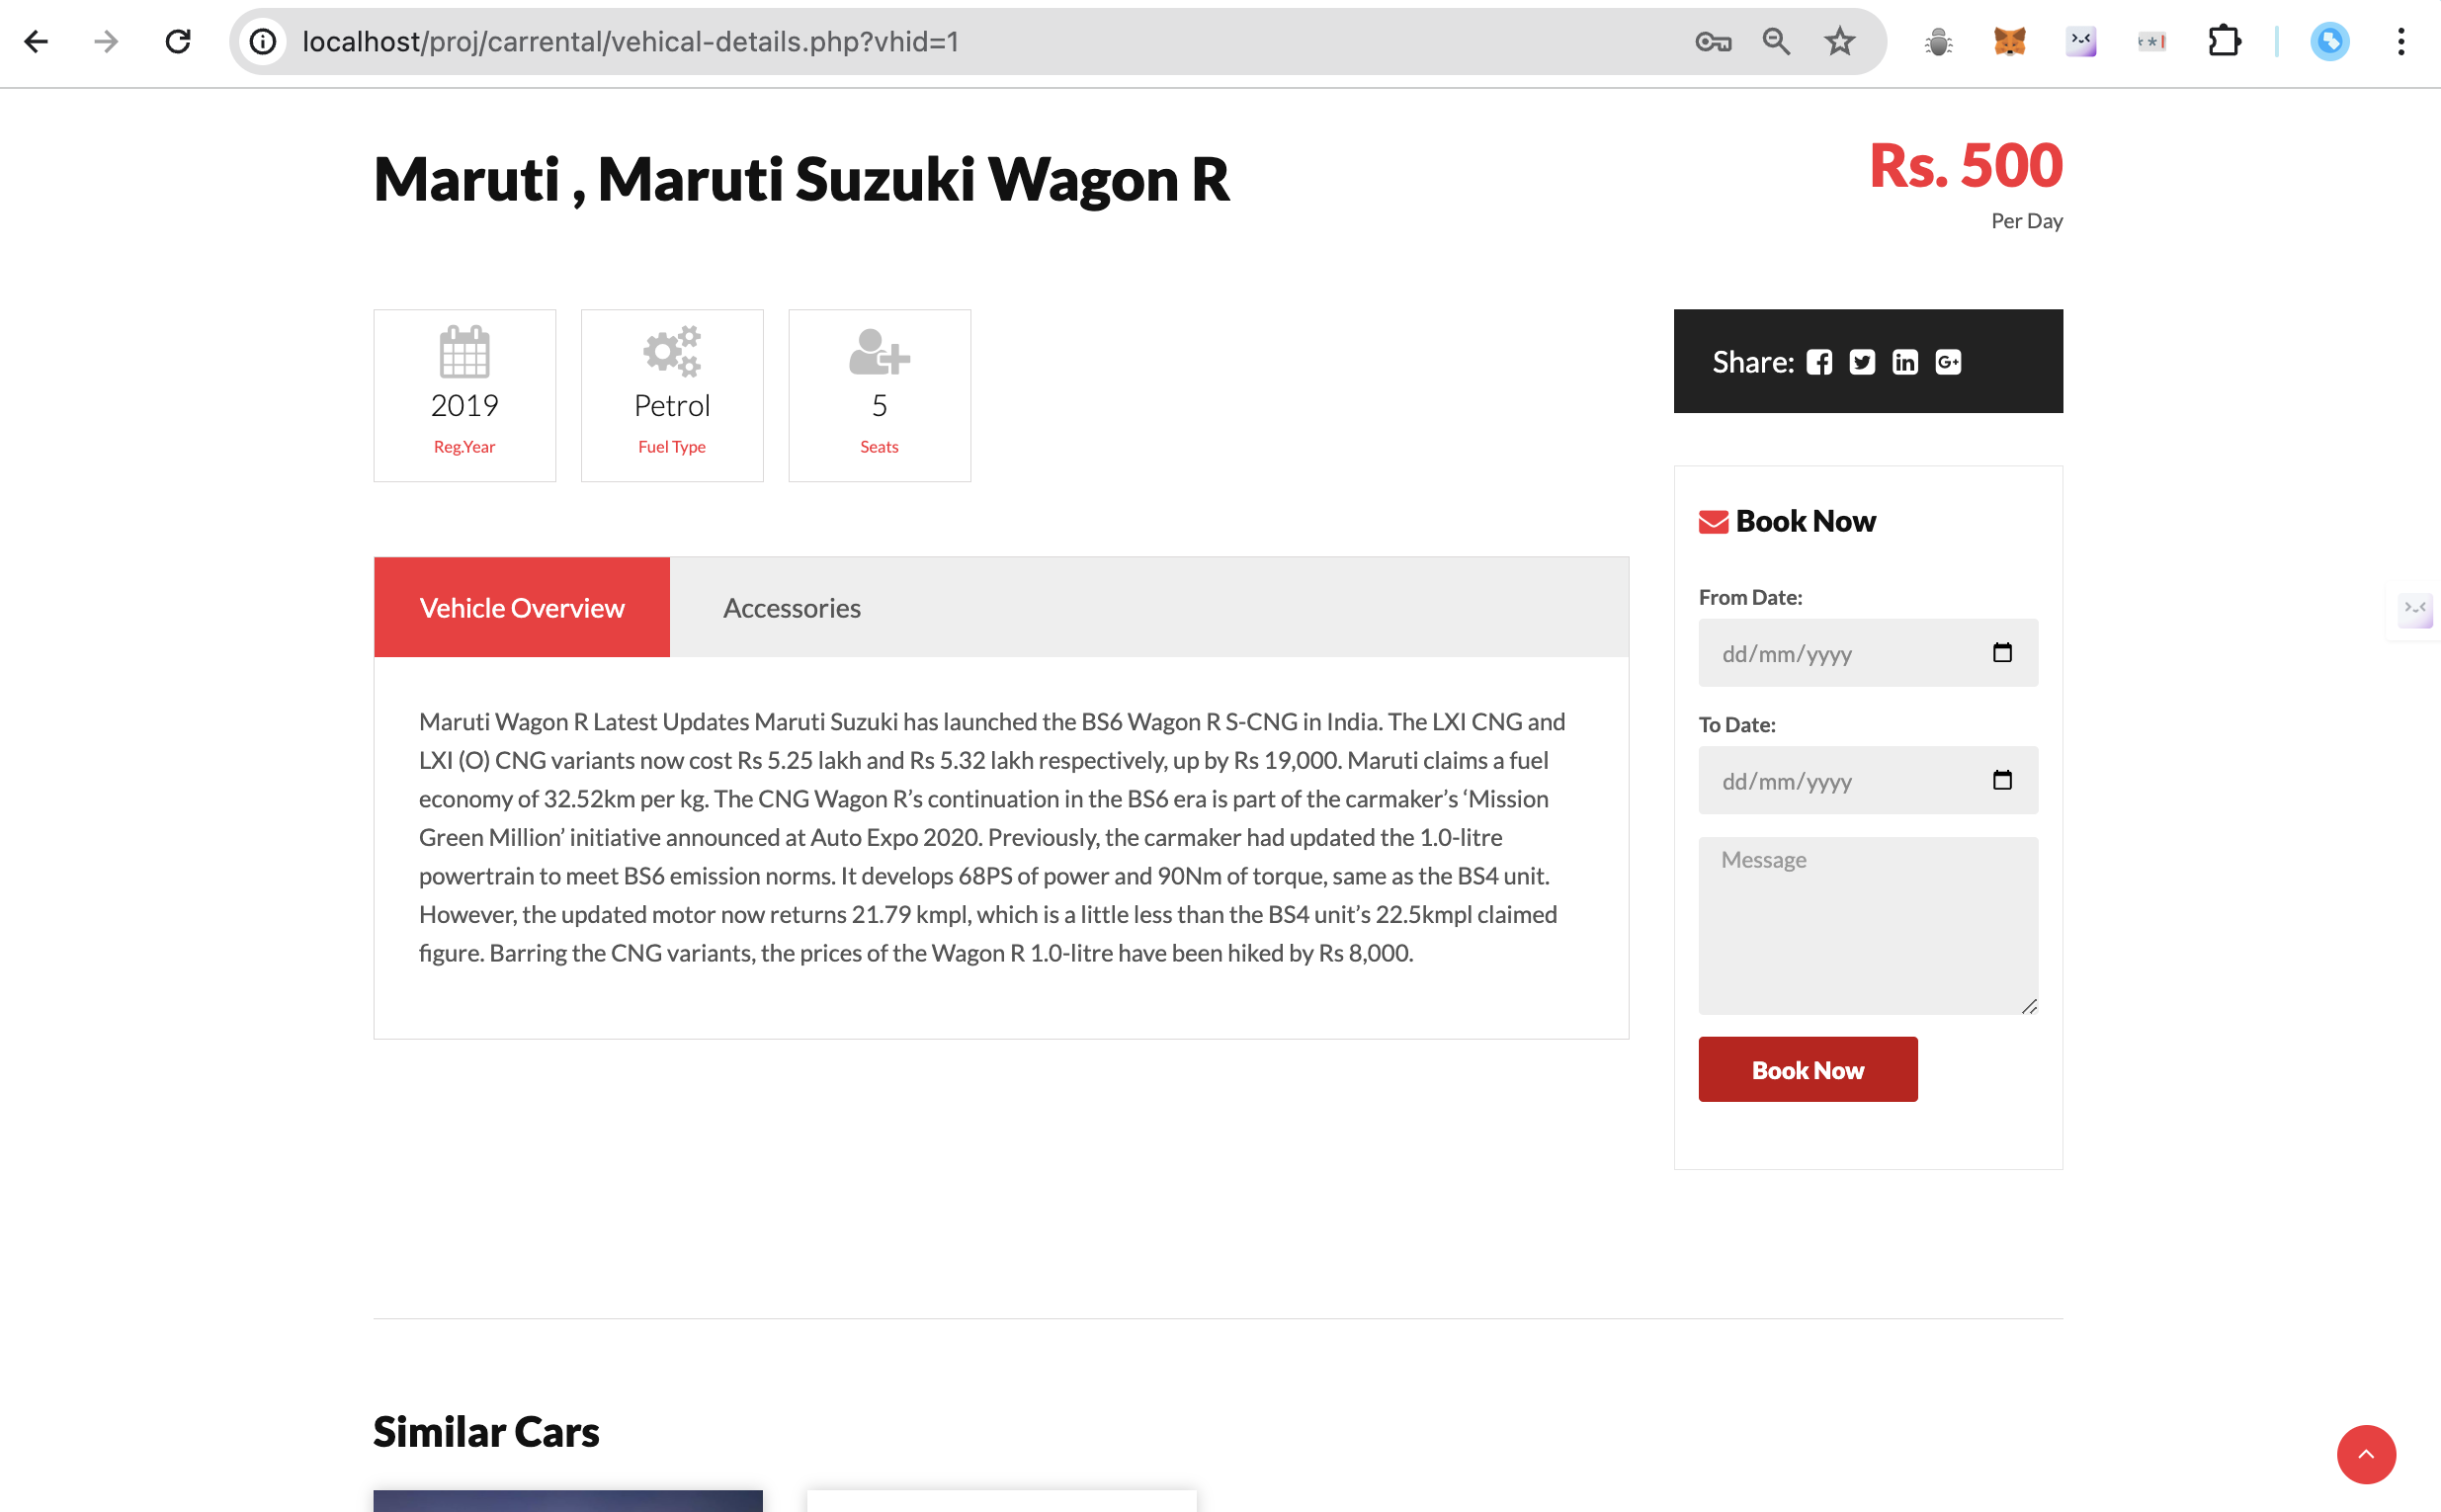 localhost/proj/carrental/vehical-details.php?vhid=1
Maruti , Maruti Suzuki Wagon R
Rs. 500
Per Day
2019
Reg.Year
Petrol
Fuel Type
5
Seats
Share:
Vehicle Overview
Accessories
Maruti Wagon R Latest Updates Maruti Suzuki has launched the BS6 Wagon R S-CNG in India. The LXI CNG and
LXI (O) CNG variants now cost Rs 5.25 lakh and Rs 5.32 lakh respectively, up by Rs 19,000. Maruti claims a fuel
economy of 32.52km per kg. The CNG Wagon R’s continuation in the BS6 era is part of the carmaker’s ‘Mission
Green Million’ initiative announced at Auto Expo 2020. Previously, the carmaker had updated the 1.0-litre
powertrain to meet BS6 emission norms. It develops 68PS of power and 90Nm of torque, same as the BS4 unit.
However, the updated motor now returns 21.79 kmpl, which is a little less than the BS4 unit’s 22.5kmpl claimed
figure. Barring the CNG variants, the prices of the Wagon R 1.0-litre have been hiked by Rs 8,000.
Book Now
From Date:
dd/mm/yyyy
To Date:
dd/mm/yyyy
Message
Book Now
Similar Cars